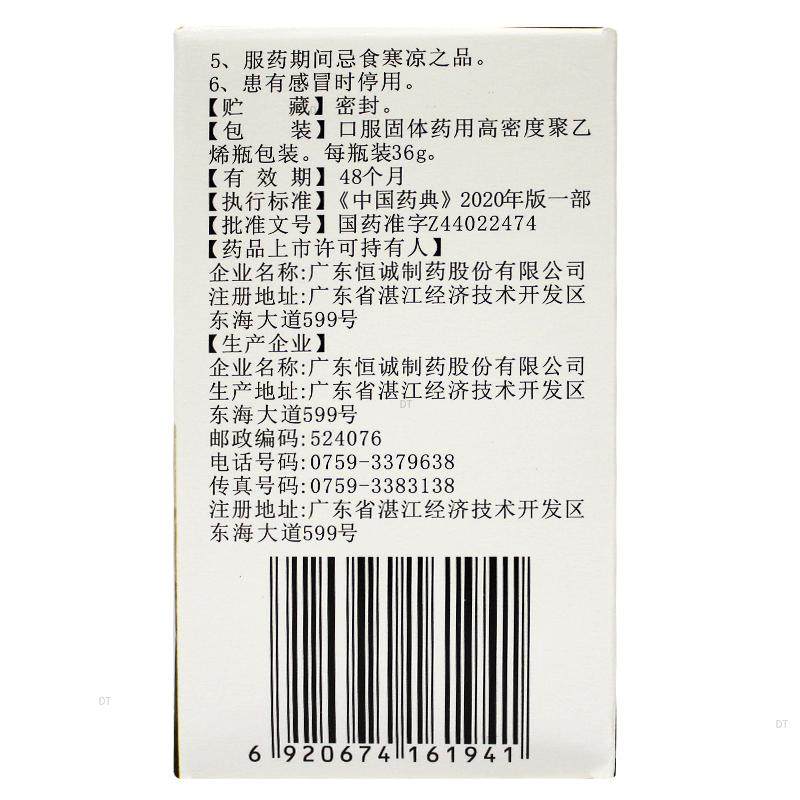 5、服药期间忌食寒凉之品。
6、患有感冒时停用。
【贮 藏】密封。
【包 装】口服固体药用高密度聚乙
烯瓶包装。每瓶装36g。
【有 效 期】48个月
【执行标准】《中国药典》2020年版一部
【批准文号】国药准字Z44022474
【药品上市许可持有人】
企业名称:广东恒诚制药股份有限公司
注册地址:广东省湛江经济技术开发区
东海大道599号
【生产企业】
企业名称:广东恒诚制药股份有限公司
生产地址:广东省湛江经济技术开发区
DT
东海大道599号
邮政编码:524076
电话号码:0759-3379638
传真号码:0759-3383138
注册地址:广东省湛江经济技术开发区
东海大道599号
DT
DT
6 920674 161941